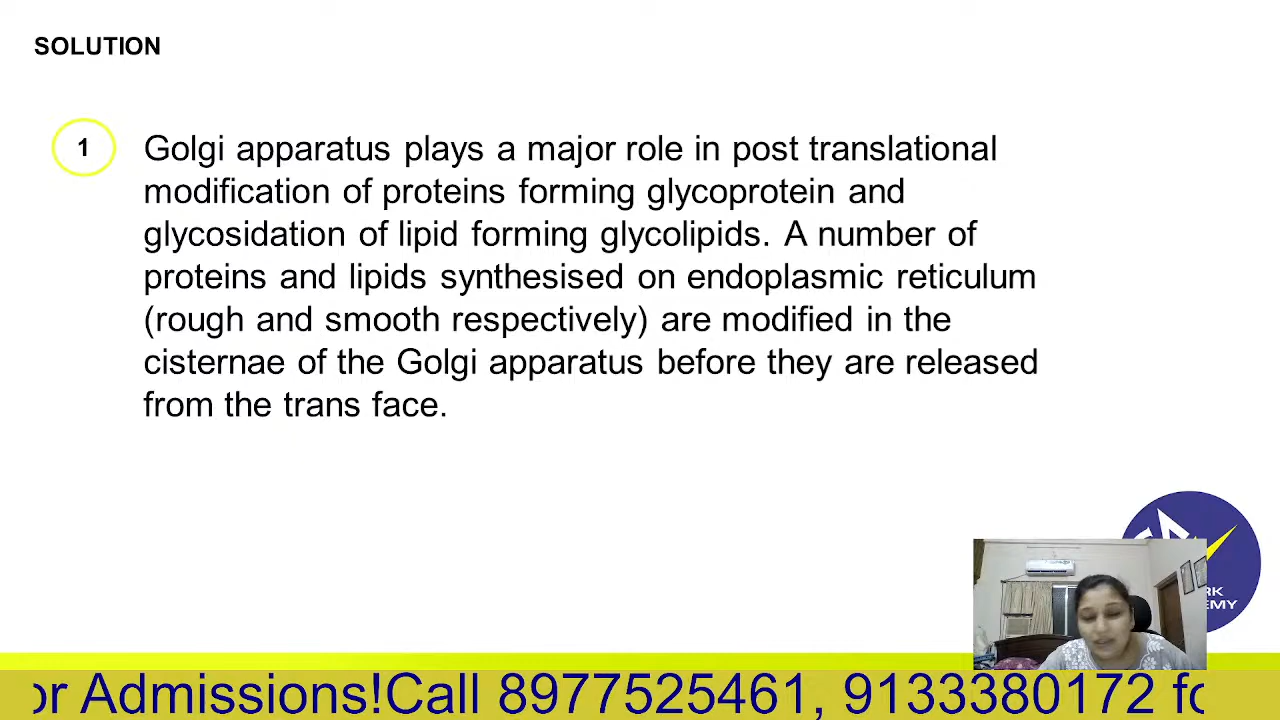 SOLUTION
1
Golgi apparatus plays a major role in post translational
modification of proteins forming glycoprotein and
glycosidation of lipid forming glycolipids. A number of
proteins and lipids synthesised on endoplasmic reticulum
(rough and smooth respectively) are modified in the
cisternae of the Golgi apparatus before they are released
from the trans face.
Admissions!Call 8977525461, 9133380172